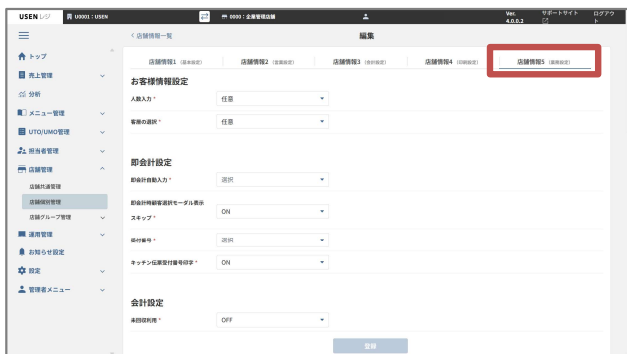 USEN レジ
U0001：USEN
0000：企業管理店舗
Ver. 4.0.0.2
サポートサイト
ログアウト
トップ
売上管理
分析
メニュー管理
UTO/UMO管理
担当者管理
店舗管理
店舗共通管理
店舗個別管理
店舗グループ管理
運用管理
お知らせ設定
設定
管理者メニュー
店舗情報一覧
編集
店舗情報1（基本設定）
店舗情報2（営業設定）
店舗情報3（会計設定）
店舗情報4（印刷設定）
店舗情報5（業務設定）
お客様情報設定
人数入力 *
任意
客層の選択 *
任意
即会計設定
即会計自動入力 *
選択
即会計時顧客選択モーダル表示
スキップ *
ON
受付番号 *
選択
キッチン伝票受付番号印字 *
ON
会計設定
未回収利用 *
OFF
登録